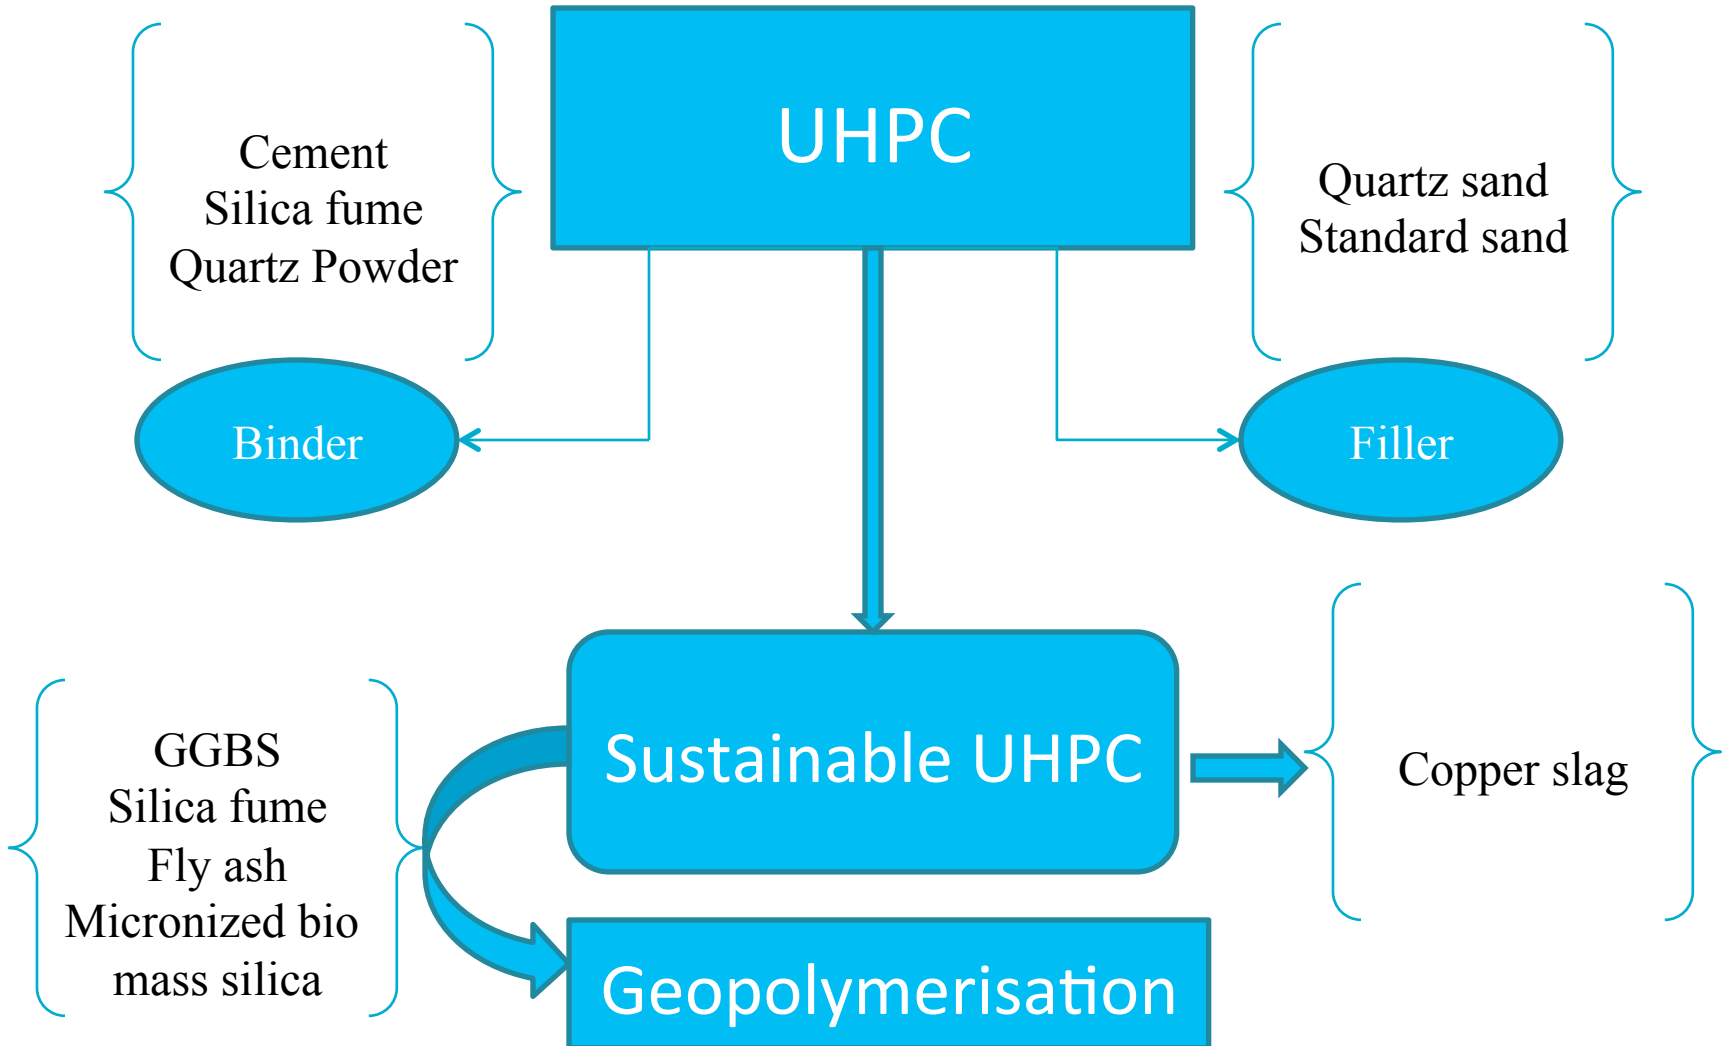 UHPC
Cement
Silica fume
Quartz Powder
Quartz sand
Standard sand
Binder
Filler
Sustainable UHPC
GGBS
Silica fume
Fly ash
Micronized bio
mass silica
Copper slag
Geopolymerisation